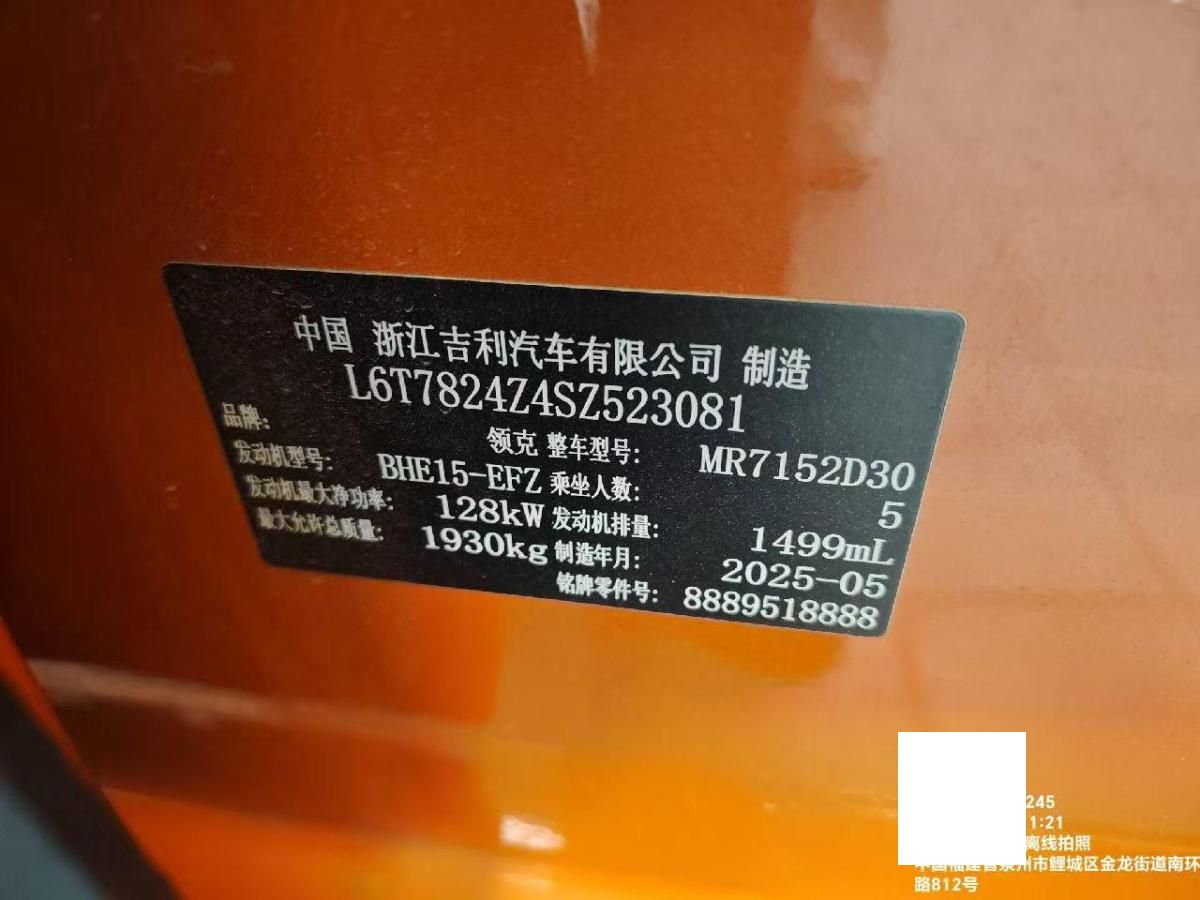 中国 浙江吉利汽车有限公司 制造
L6T7824Z4SZ523081
品牌: 领克 整车型号: MR7152D30
发动机型号: BHE15-EFZ 乘坐人数: 5
发动机最大净功率: 128kW 发动机排量: 1499mL
最大允许总质量: 1930kg 制造年月: 2025-05
铭牌零件号: 8889518888
245
1:21
离线拍照
中国福建省泉州市鲤城区金龙街道南环
路812号